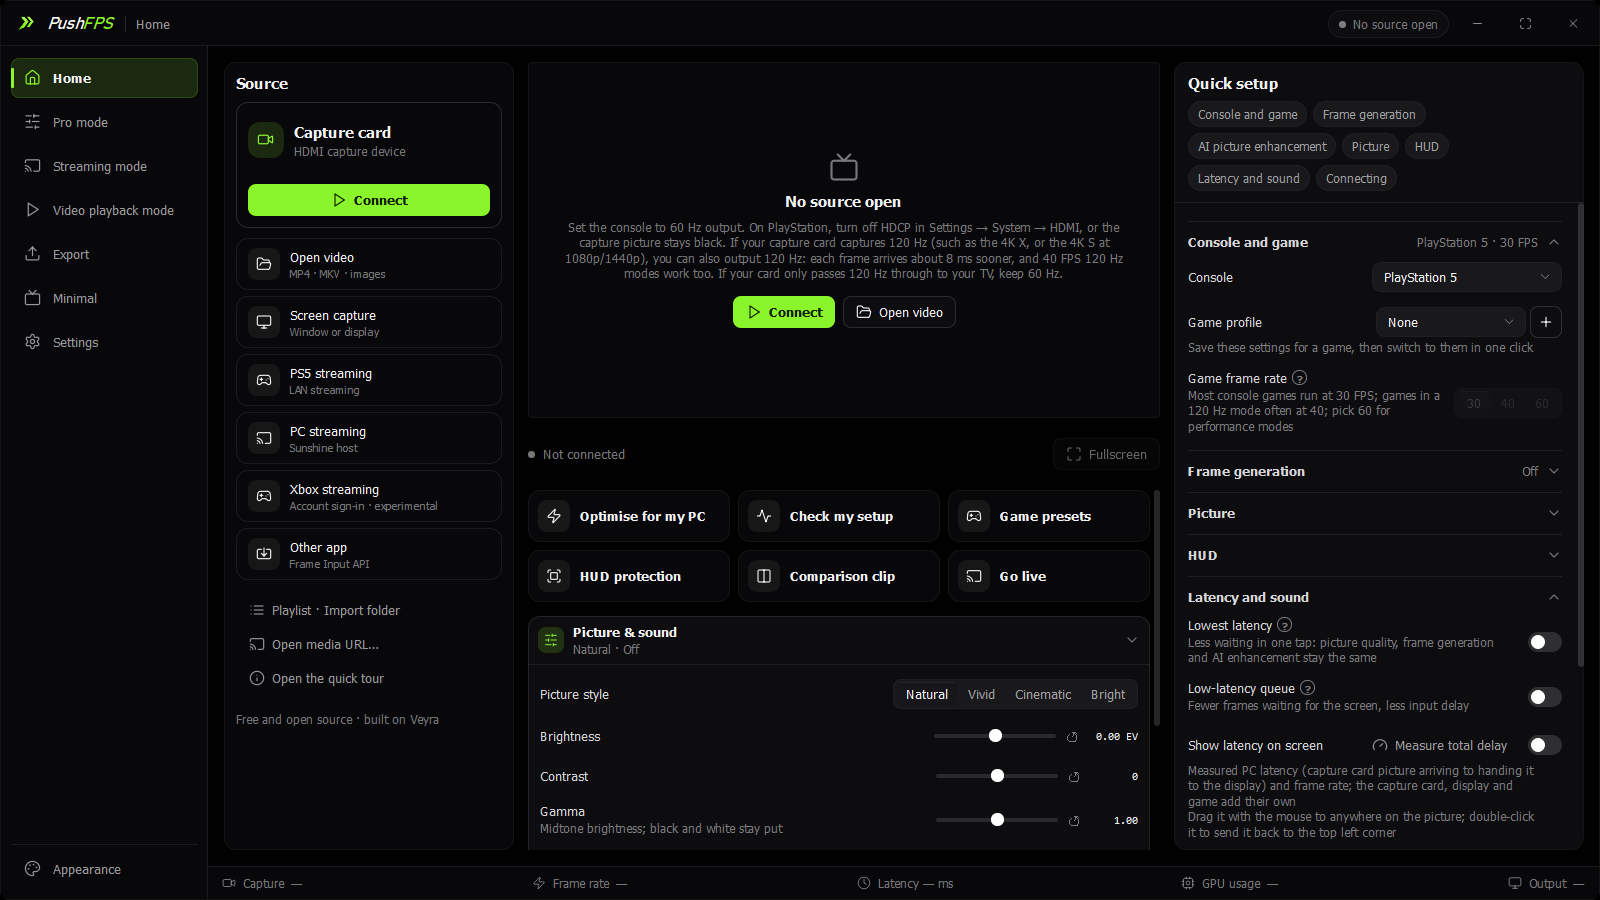 PushFPS
Home
No source open
Home
Pro mode
Streaming mode
Video playback mode
Export
Minimal
Settings
Appearance
Source
Capture card
HDMI capture device
Connect
Open video
MP4 · MKV · images
Screen capture
Window or display
PS5 streaming
LAN streaming
PC streaming
Sunshine host
Xbox streaming
Account sign-in · experimental
Other app
Frame Input API
Playlist · Import folder
Open media URL...
Open the quick tour
Free and open source · built on Veyra
No source open
Set the console to 60 Hz output. On PlayStation, turn off HDCP in Settings → System → HDMI, or the
capture picture stays black. If your capture card captures 120 Hz (such as the 4K X, or the 4K S at
1080p/1440p), you can also output 120 Hz: each frame arrives about 8 ms sooner, and 40 FPS 120 Hz
modes work too. If your card only passes 120 Hz through to your TV, keep 60 Hz.
Connect
Open video
Not connected
Fullscreen
Optimise for my PC
Check my setup
Game presets
HUD protection
Comparison clip
Go live
Picture & sound
Natural · Off
Picture style
Natural
Vivid
Cinematic
Bright
Brightness
0.00 EV
Contrast
0
Gamma
Midtone brightness; black and white stay put
1.00
Quick setup
Console and game
Frame generation
AI picture enhancement
Picture
HUD
Latency and sound
Connecting
Console and game
PlayStation 5 · 30 FPS
Console
PlayStation 5
Game profile
None
Save these settings for a game, then switch to them in one click
Game frame rate ?
Most console games run at 30 FPS; games in a
120 Hz mode often at 40; pick 60 for
performance modes
30
40
60
Frame generation
Off
Picture
HUD
Latency and sound
Lowest latency ?
Less waiting in one tap: picture quality, frame generation
and AI enhancement stay the same
Low-latency queue ?
Fewer frames waiting for the screen, less input delay
Show latency on screen
Measure total delay
Measured PC latency (capture card picture arriving to handing it
to the display) and frame rate; the capture card, display and
game add their own
Drag it with the mouse to anywhere on the picture; double-click
it to send it back to the top left corner
Capture —
Frame rate —
Latency — ms
GPU usage —
Output —